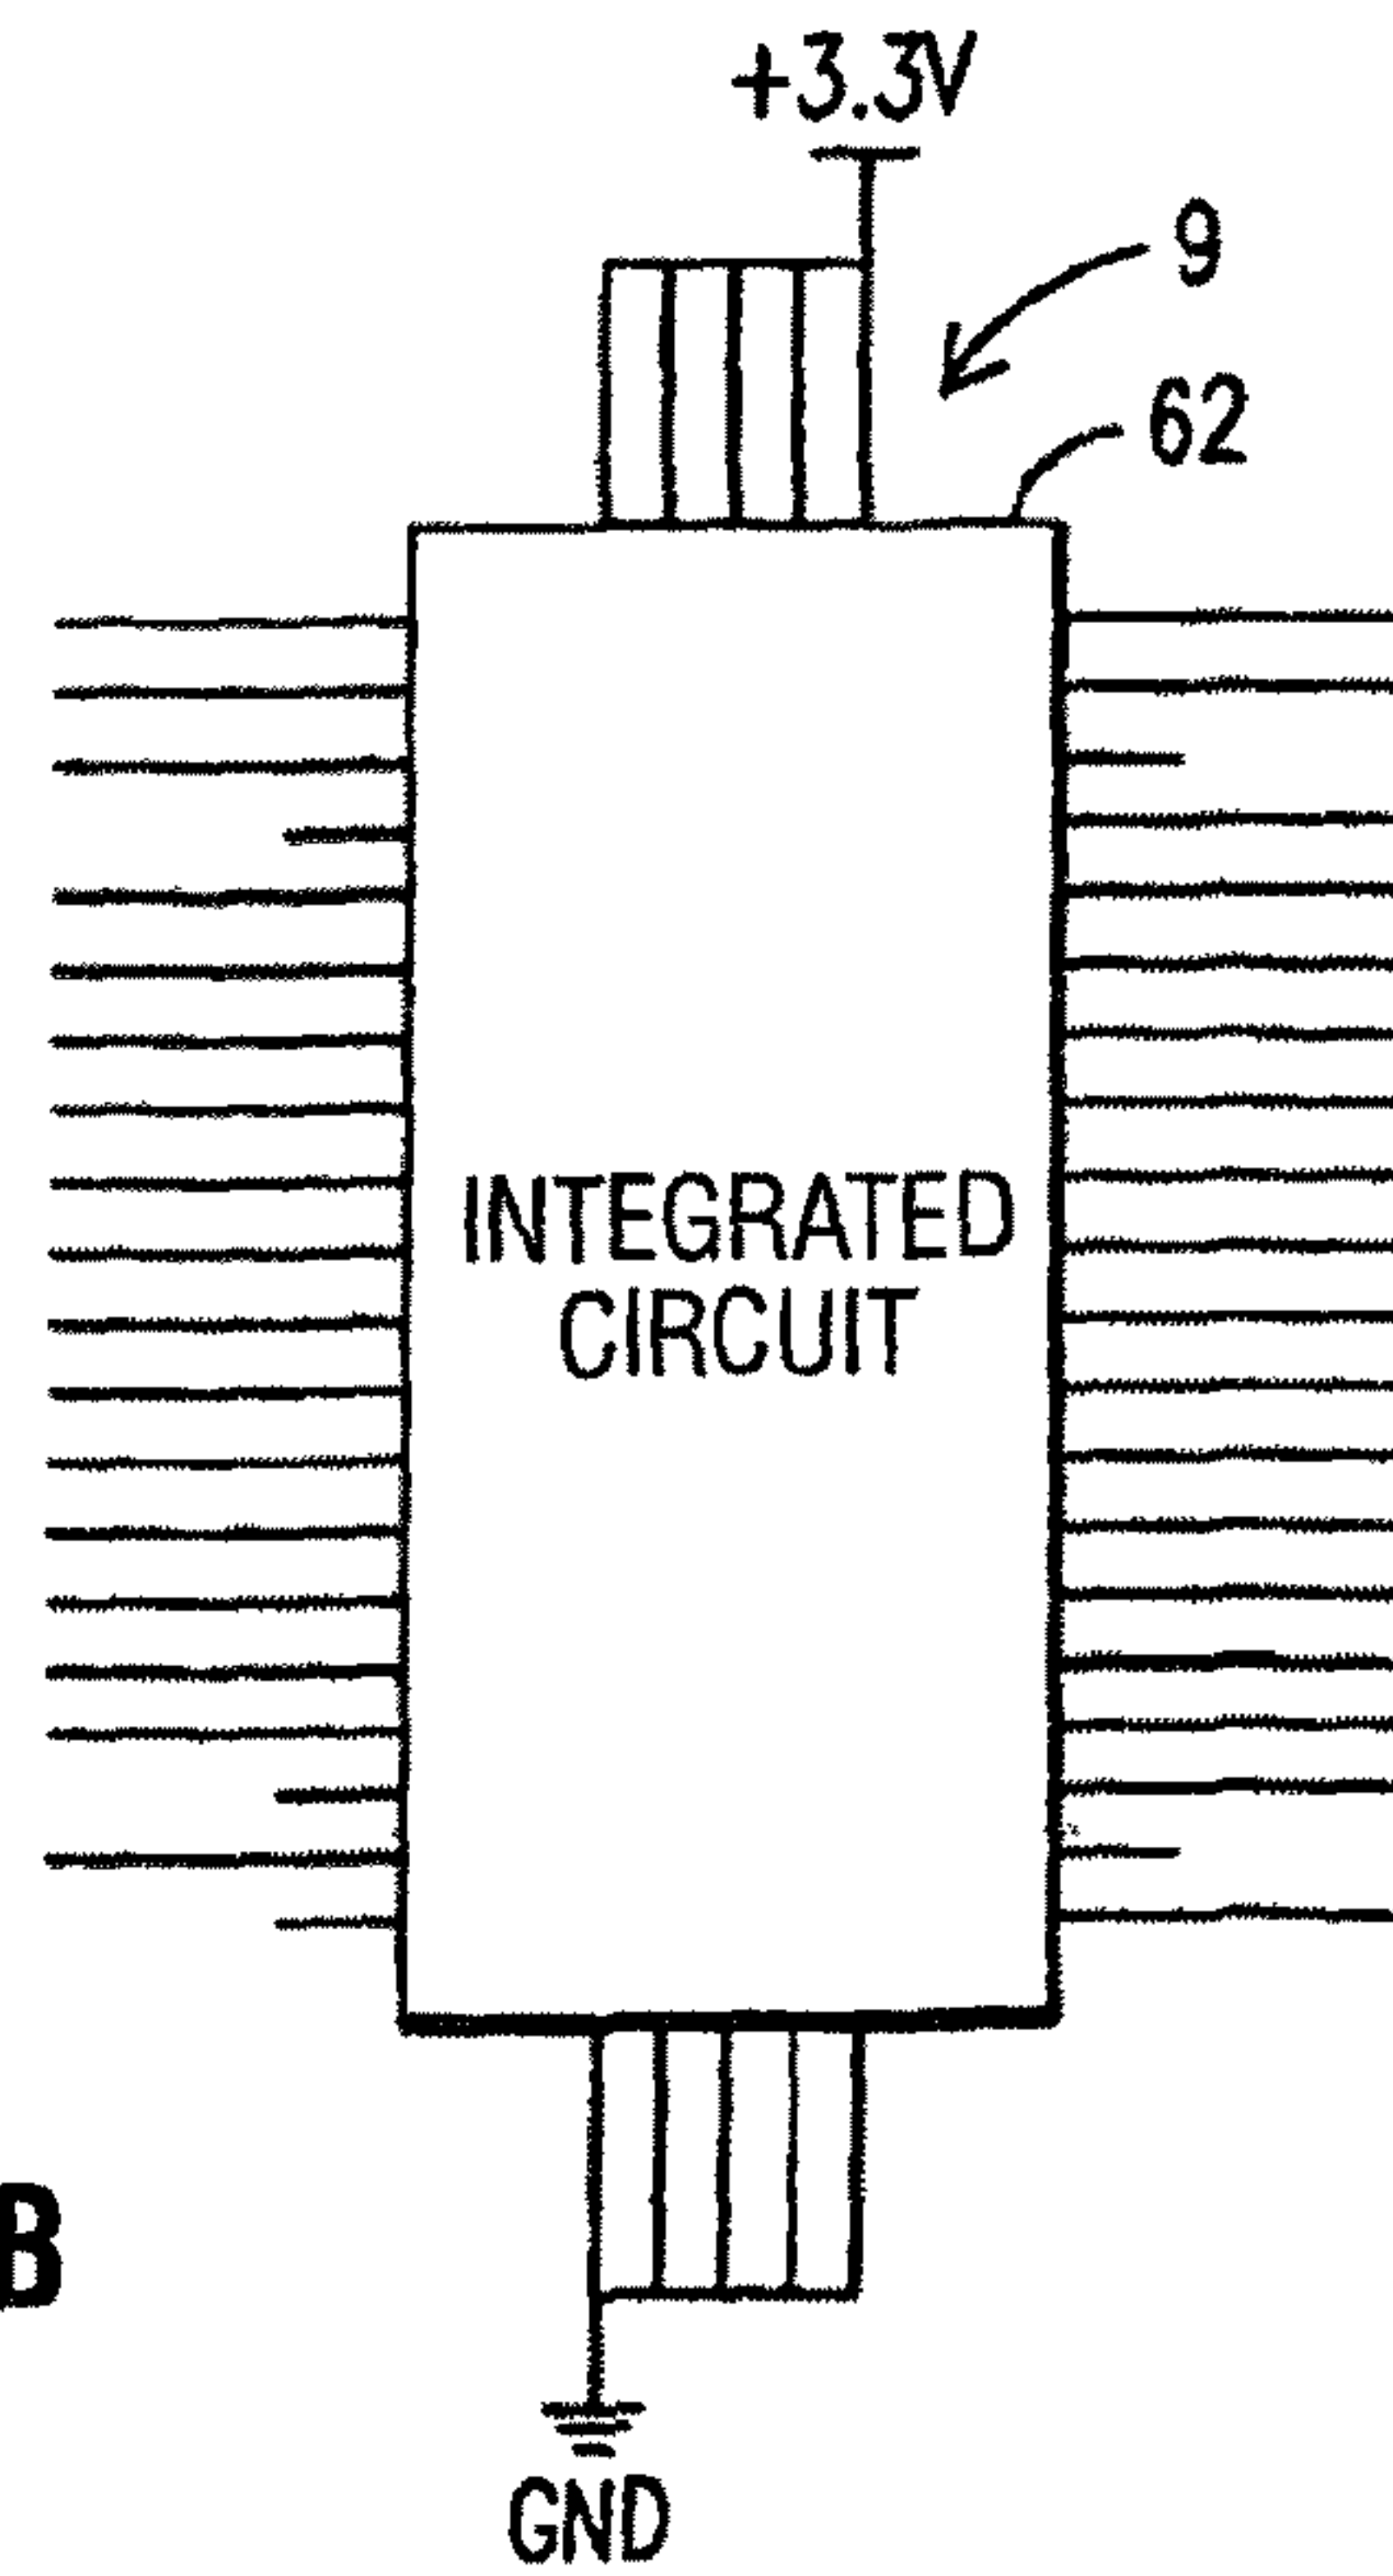 +3.3V
9
62
INTEGRATED
CIRCUIT
B
GND